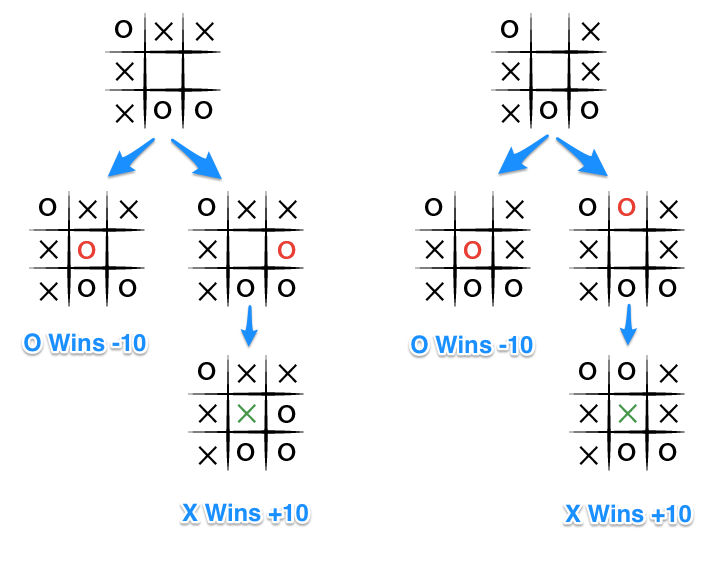 O X X O X
X X X
X O O X O O
O X X O X X O X O O X
X O X O X O X X X
X O O X O O X O O X O O
O Wins -10 O Wins -10
O X X O O X
X X O X X X
X O O X O O
X Wins +10 X Wins +10